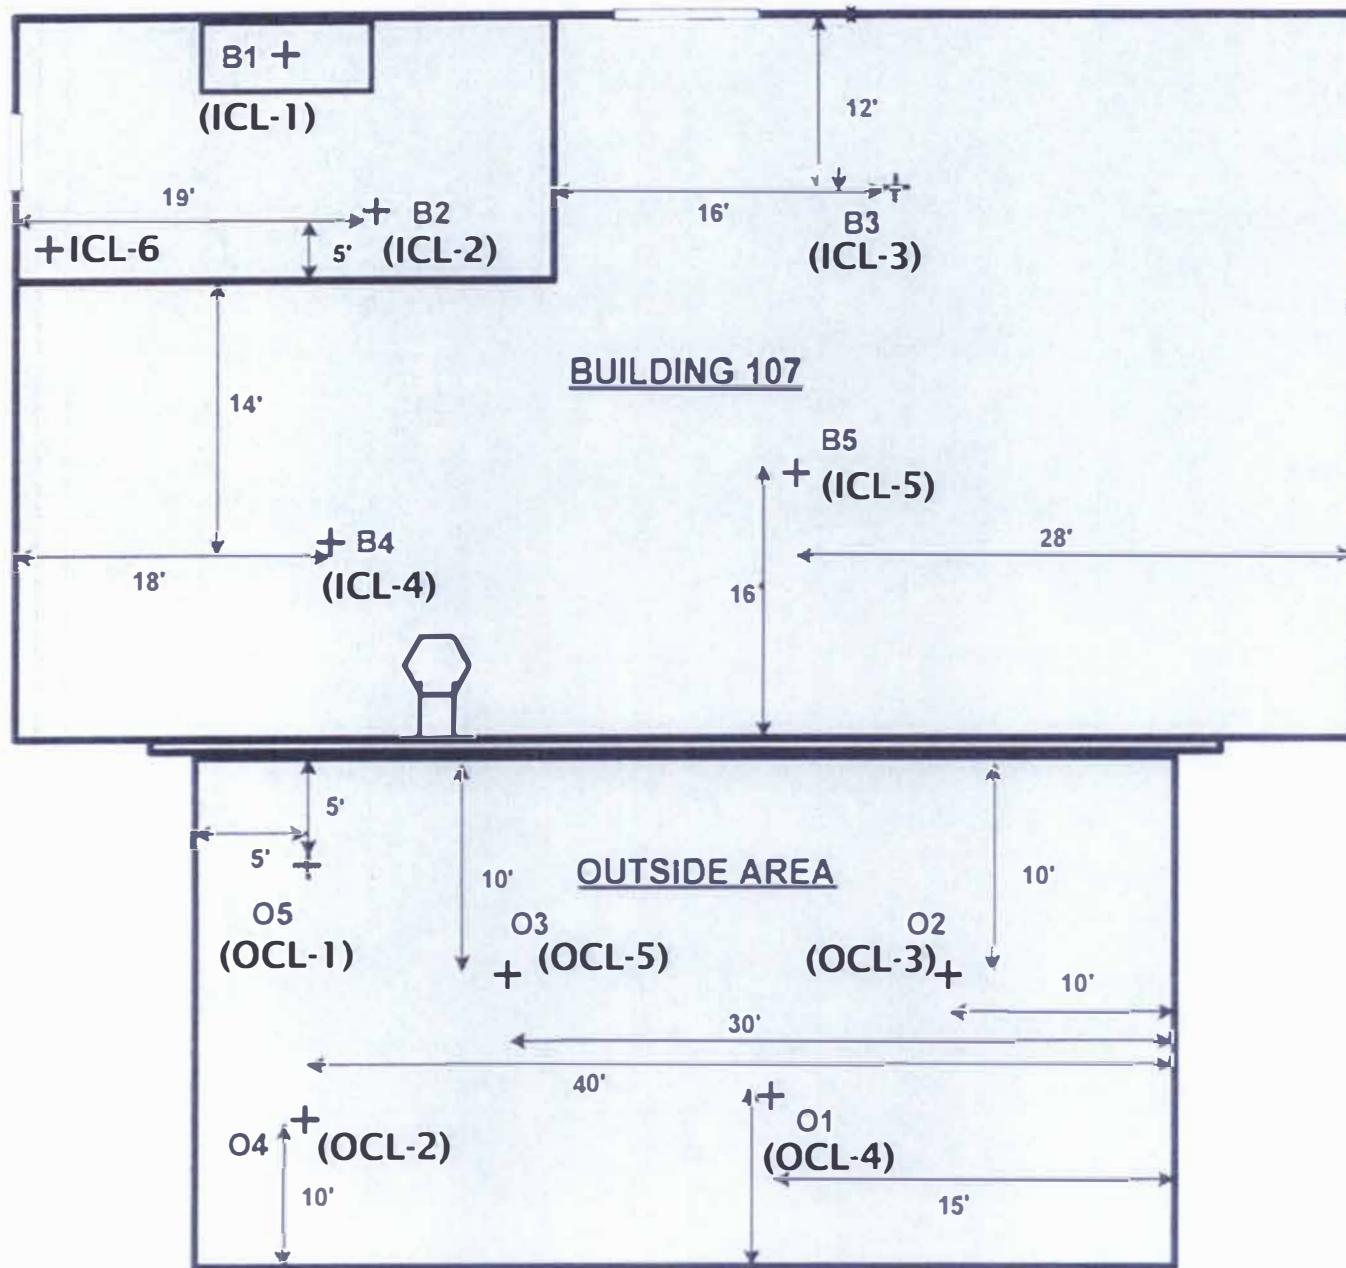 B1
(ICL-1)
12'
19'
B2
16'
B3
ICL-6
5'
(ICL-2)
(ICL-3)
BUILDING 107
14'
B5
(ICL-5)
B4
28'
18'
(ICL-4)
16'
5'
5'
10'
OUTSIDE AREA
10'
O5
O3
O2
(OCL-1)
(OCL-5)
(OCL-3)
10'
30'
40'
O4
(OCL-2)
O1
(OCL-4)
10'
15'